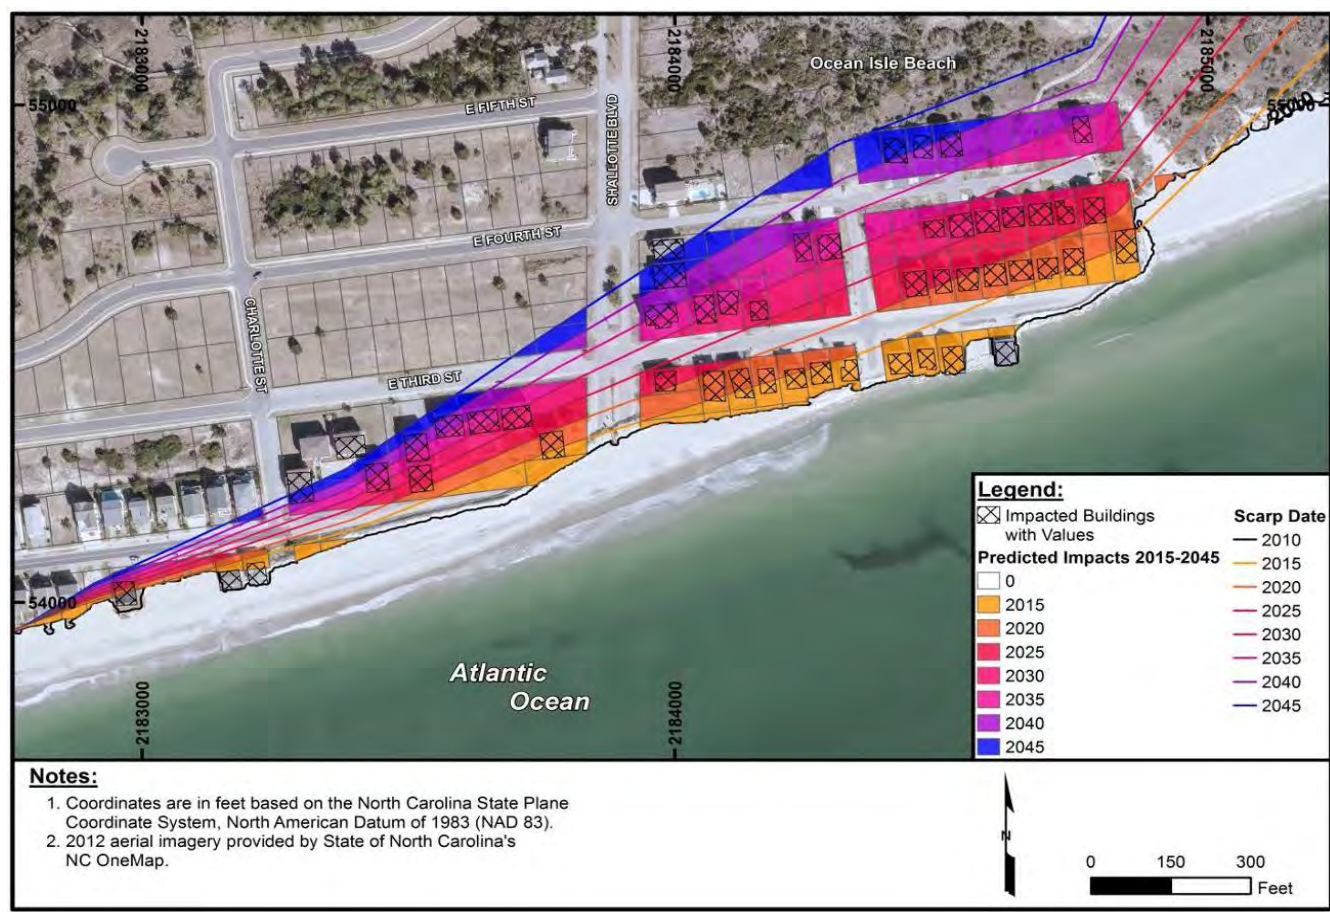 2183000
2184000
2185000
Ocean Isle Beach
55000
55000
2010
E FIFTH ST
SHALLOTTE BLVD
E FOURTH ST
CHARLOTTE ST
E THIRD ST
54000
Atlantic
Ocean
2183000
2184000
Legend:
Impacted Buildings
with Values
Predicted Impacts 2015-2045
0
2015
2020
2025
2030
2035
2040
2045
Scarp Date
2010
2015
2020
2025
2030
2035
2040
2045
Notes:
1. Coordinates are in feet based on the North Carolina State Plane
Coordinate System, North American Datum of 1983 (NAD 83).
2. 2012 aerial imagery provided by State of North Carolina's
NC OneMap.
N
0 150 300
Feet